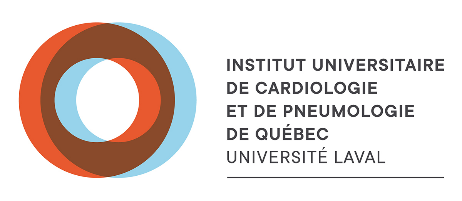 INSTITUT UNIVERSITAIRE
DE CARDIOLOGIE
ET DE PNEUMOLOGIE
DE QUÉBEC
UNIVERSITÉ LAVAL